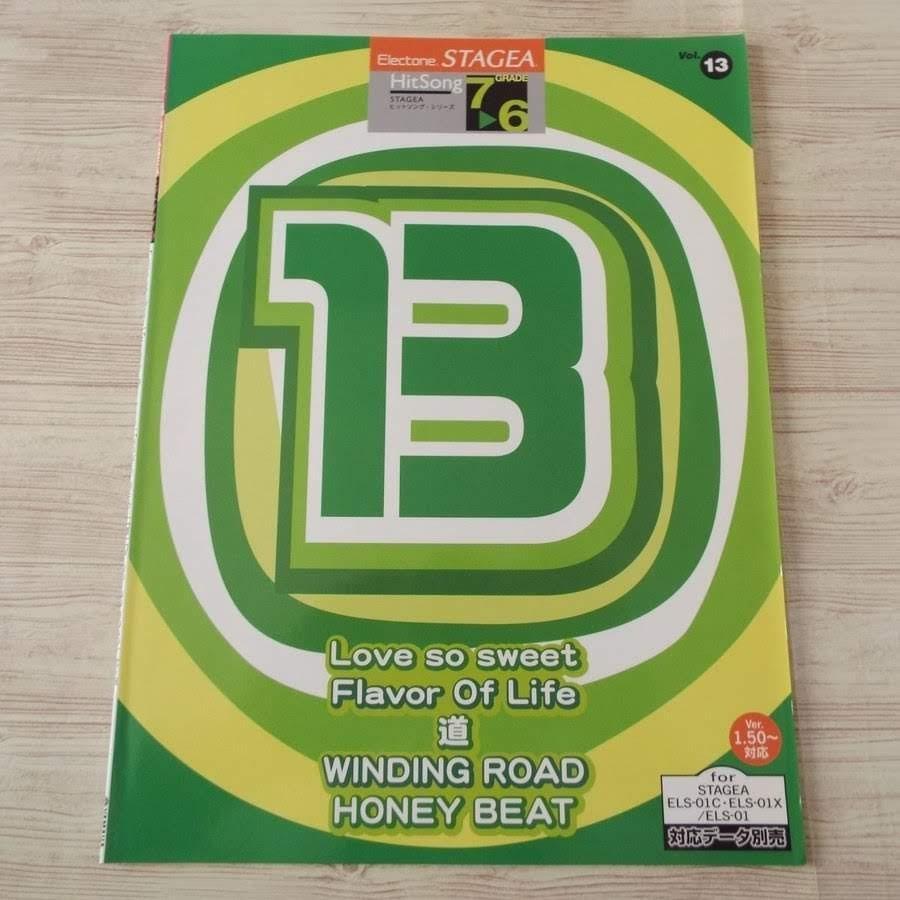 Electone STAGEA
HitSong
STAGEA
ヒットソング・シリーズ
GRADE
7▶6
Vol. 13
13
Love so sweet
Flavor Of Life
道
WINDING ROAD
HONEY BEAT
Ver.
1.50～
対応
for
STAGEA
ELS-01C・ELS-01X
/ELS-01
対応データ別売